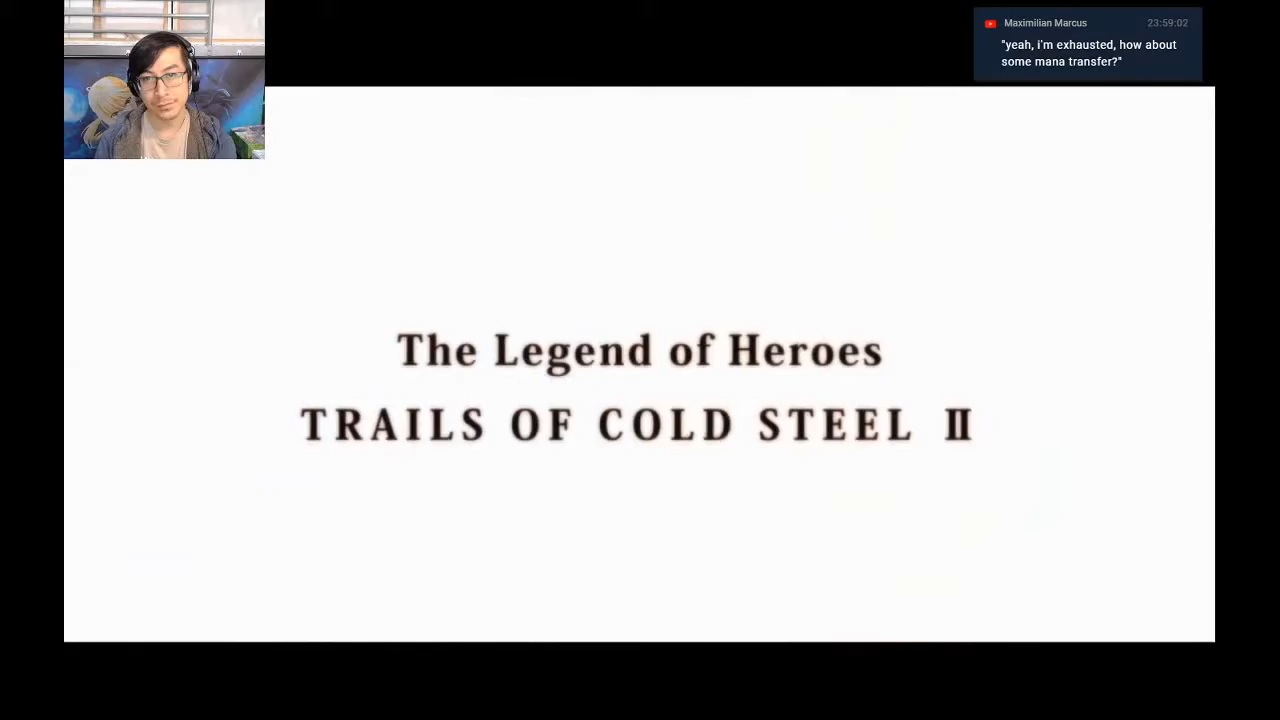 Maximilian Marcus 23:59:02
"yeah, i'm exhausted, how about
some mana transfer?"
The Legend of Heroes
TRAILS OF COLD STEEL II